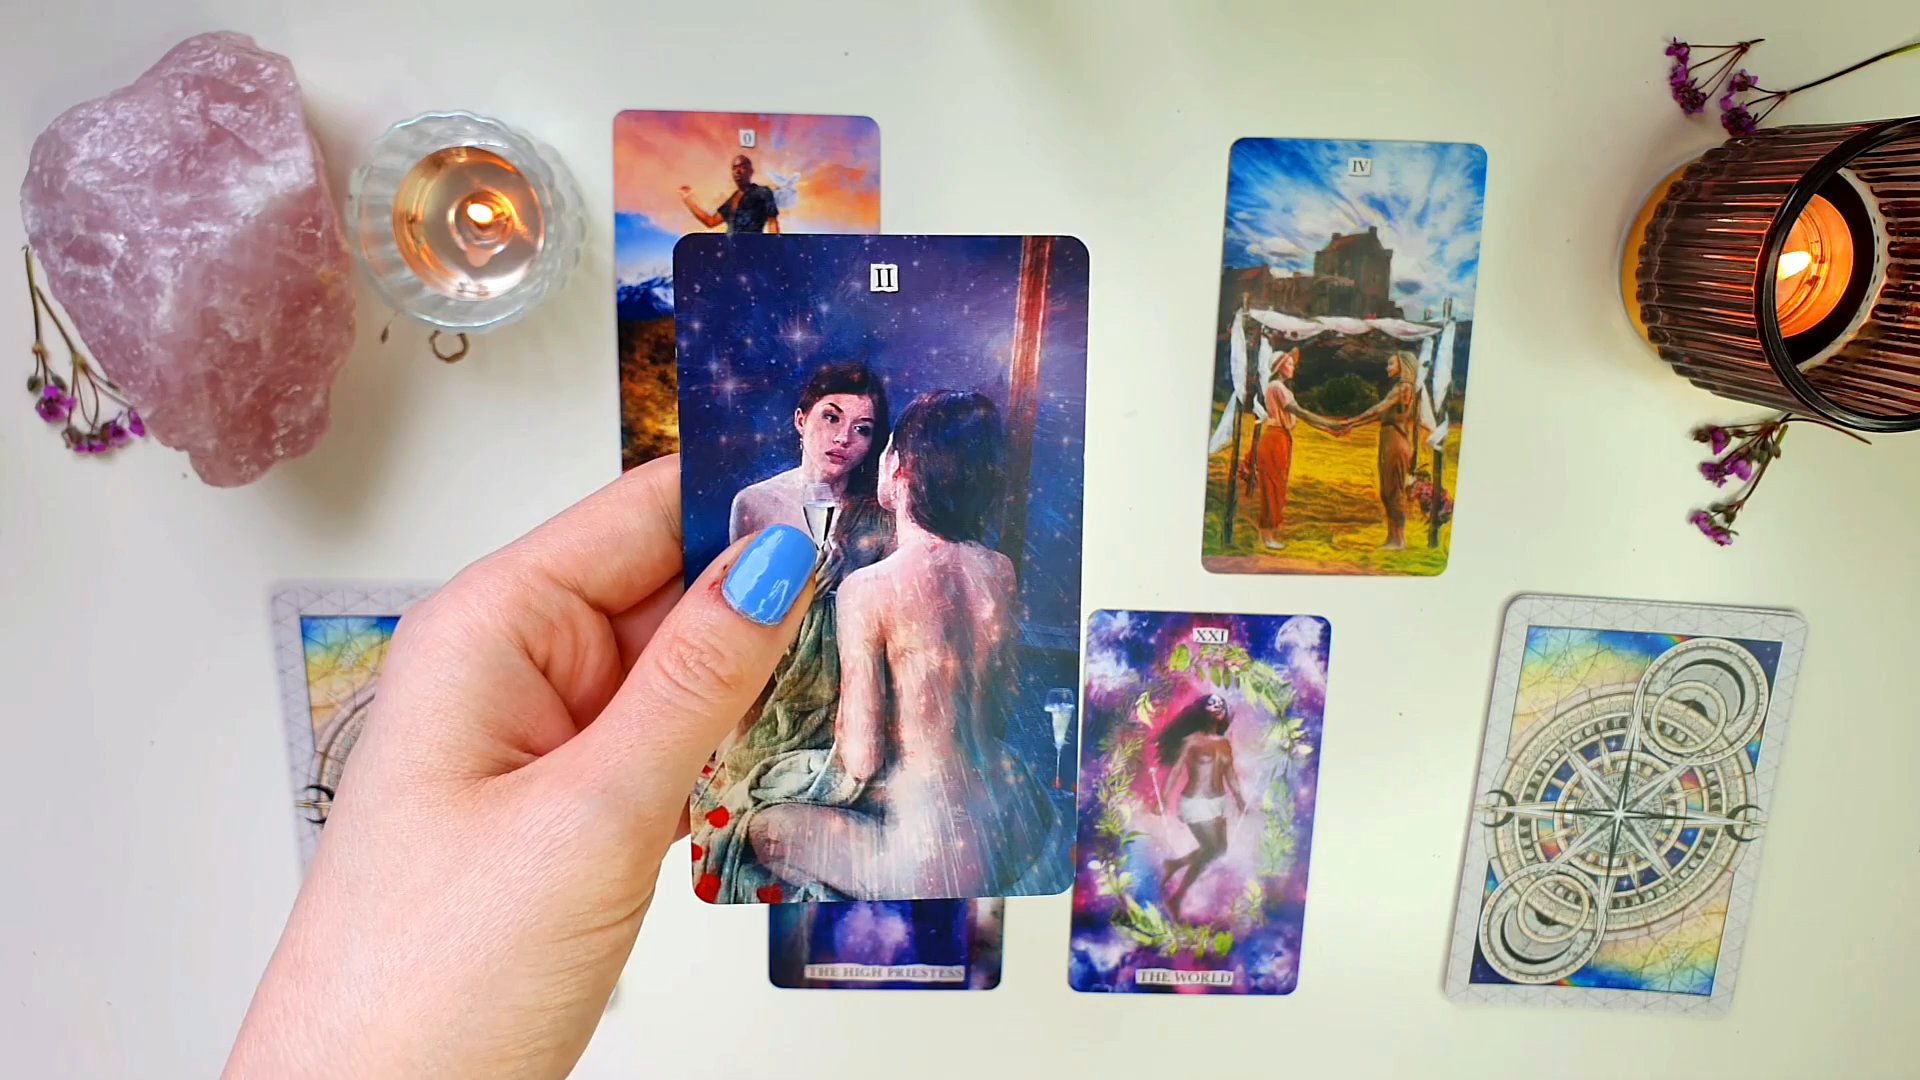 0
IV
II
XXI
THE HIGH PRIESTESS
THE WORLD